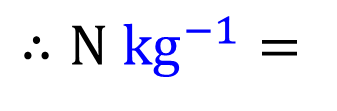 ∴ N kg⁻¹ =